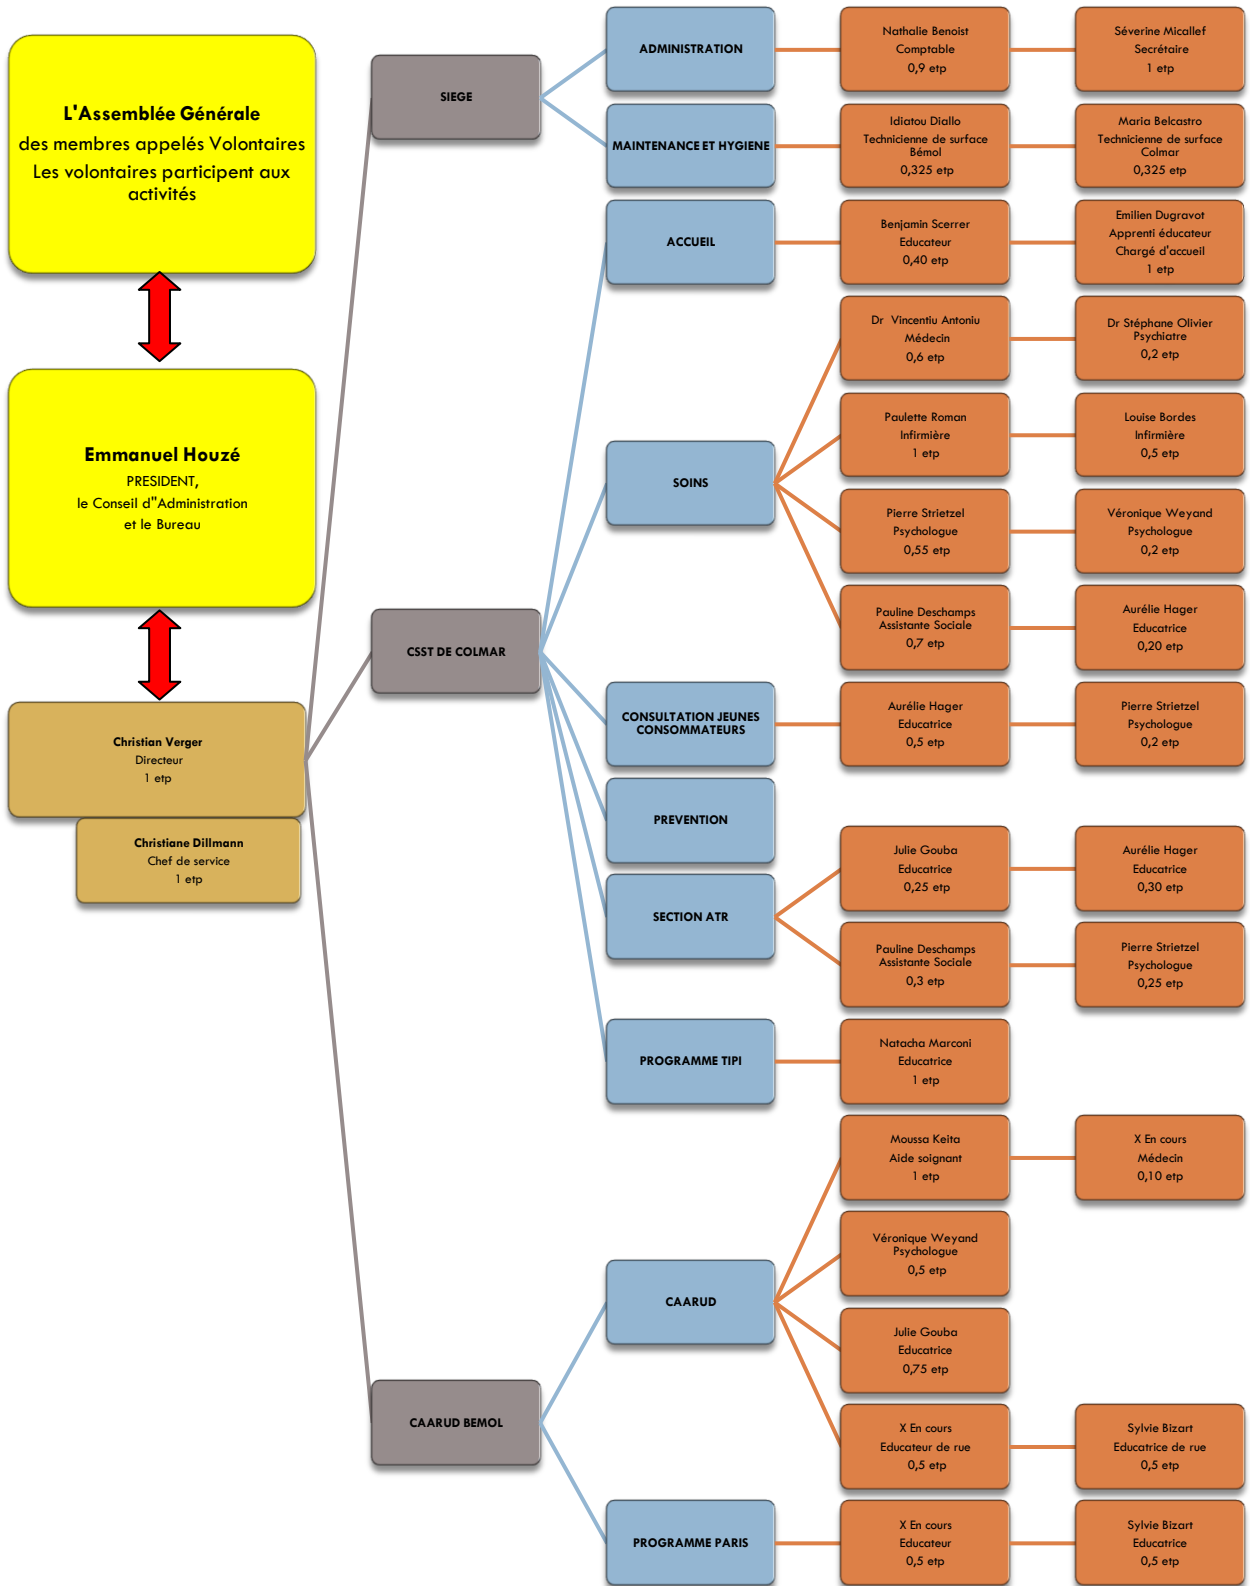 L'Assemblée Générale
des membres appelés Volontaires
Les volontaires participent aux
activités
Emmanuel Houzé
PRESIDENT,
le Conseil d"Administration
et le Bureau
Christian Verger
Directeur
1 etp
Christiane Dillmann
Chef de service
1 etp
SIEGE
ADMINISTRATION
Nathalie Benoist
Comptable
0,9 etp
Séverine Micallef
Secrétaire
1 etp
MAINTENANCE ET HYGIENE
Idiatou Diallo
Technicienne de surface
Bémol
0,325 etp
Maria Belcastro
Technicienne de surface
Colmar
0,325 etp
CSST DE COLMAR
ACCUEIL
Benjamin Scerrer
Educateur
0,40 etp
Emilien Dugravot
Apprenti éducateur
Chargé d'accueil
1 etp
SOINS
Dr Vincentiu Antoniu
Médecin
0,6 etp
Dr Stéphane Olivier
Psychiatre
0,2 etp
Paulette Roman
Infirmière
1 etp
Louise Bordes
Infirmière
0,5 etp
Pierre Strietzel
Psychologue
0,55 etp
Véronique Weyand
Psychologue
0,2 etp
Pauline Deschamps
Assistante Sociale
0,7 etp
Aurélie Hager
Educatrice
0,20 etp
CONSULTATION JEUNES
CONSOMMATEURS
Aurélie Hager
Educatrice
0,5 etp
Pierre Strietzel
Psychologue
0,2 etp
PREVENTION
SECTION ATR
Julie Gouba
Educatrice
0,25 etp
Aurélie Hager
Educatrice
0,30 etp
Pauline Deschamps
Assistante Sociale
0,3 etp
Pierre Strietzel
Psychologue
0,25 etp
PROGRAMME TIPI
Natacha Marconi
Educatrice
1 etp
CAARUD BEMOL
CAARUD
Moussa Keita
Aide soignant
1 etp
X En cours
Médecin
0,10 etp
Véronique Weyand
Psychologue
0,5 etp
Julie Gouba
Educatrice
0,75 etp
X En cours
Educateur de rue
0,5 etp
Sylvie Bizart
Educatrice de rue
0,5 etp
PROGRAMME PARIS
X En cours
Educateur
0,5 etp
Sylvie Bizart
Educatrice
0,5 etp